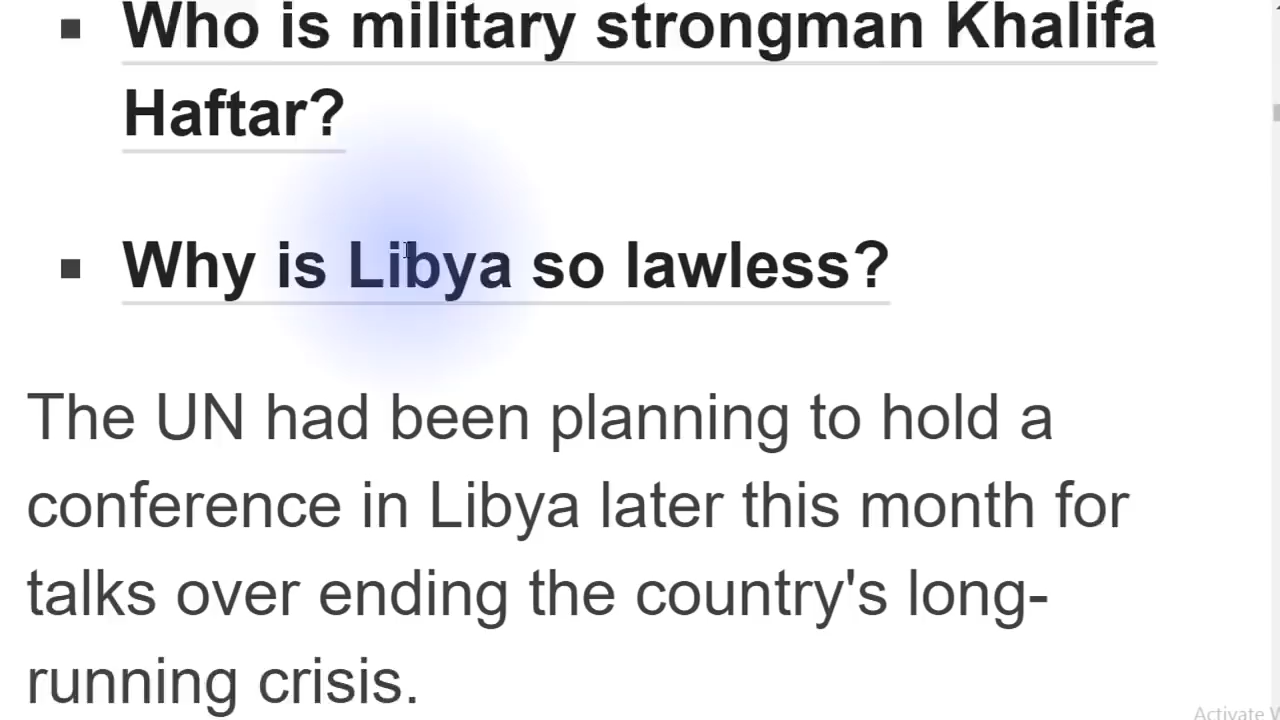 Who is military strongman Khalifa
Haftar?
Why is Libya so lawless?
The UN had been planning to hold a
conference in Libya later this month for
talks over ending the country's long-
running crisis.
Activate